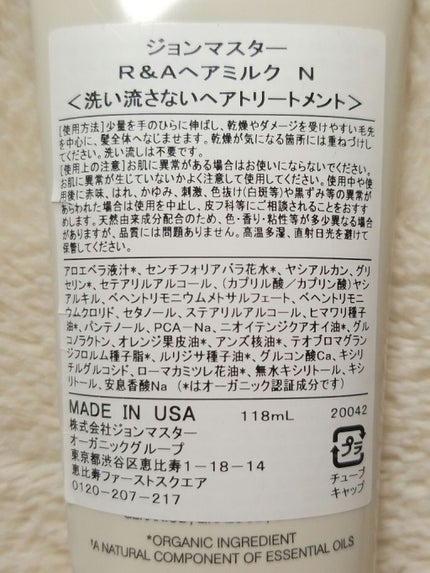 ジョンマスター
R&Aヘアミルク N
<洗い流さないヘアトリートメント>
[使用方法]少量を手のひらに伸ばし、乾燥やダメージを受けやすい毛先
を中心に、髪全体へなじませます。乾燥が気になる箇所には重ねづけし
てください。洗い流しは不要です。
[使用上の注意]お肌に異常がある場合はお使いにならないでください。
お肌に異常が生じていないかよく注意して使用してください。使用中や使
用後に赤味、はれ、かゆみ、刺激、色抜け(白斑等)や黒ずみ等の異常が
あらわれた場合は使用を中止し、皮フ科等にご相談されることをおすす
めします。天然由来成分配合のため、色・香り・粘性等が多少異なる場合
がありますが、品質には問題ありません。高温多湿、直射日光を避けて
保管してください。
アロエベラ液汁*、センチフォリアバラ花水*、ヤシアルカン、グリ
セリン*、セテアリルアルコール、(カプリル酸/カプリン酸)ヤシ
アルキル、ベヘントリモニウムメトサルフェート、ベヘントリモニ
ウムクロリド、セタノール、ステアリルアルコール、ヒマワリ種子
油*、パンテノール、PCA-Na、ニオイテンジクアオイ油*、グル
コノラクトン、オレンジ果皮油*、アンズ核油*、テオブロマグラン
ジフロルム種子脂*、ルリジサ種子油*、グルコン酸Ca、キシリ
チルグルコシド、ローマカミツレ花油*、無水キシリトール、キシ
リトール、安息香酸Na (*はオーガニック認証成分です)
MADE IN USA 118mL 20042
株式会社ジョンマスター
オーガニックグループ
東京都渋谷区恵比寿1-18-14
恵比寿ファーストスクエア
0120-207-217
プラ
チューブ
キャップ
*ORGANIC INGREDIENT
¹A NATURAL COMPONENT OF ESSENTIAL OILS